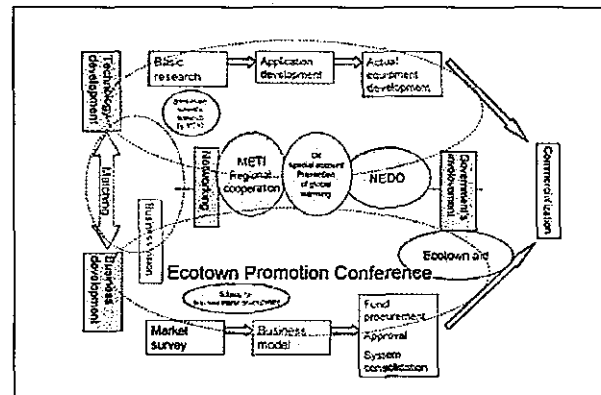 Technology
development
Basic
research
Application
development
Actual
equipment
development
Matching
Networking
METI
Regional
cooperation
Oil
special account
Prevention
of global
warming
NEDO
Government's
involvement
Commercialization
Business vision
Ecotown aid
Business
development
Ecotown Promotion Conference
Market
survey
Business
model
Fund
procurement
Approval
System
consolidation